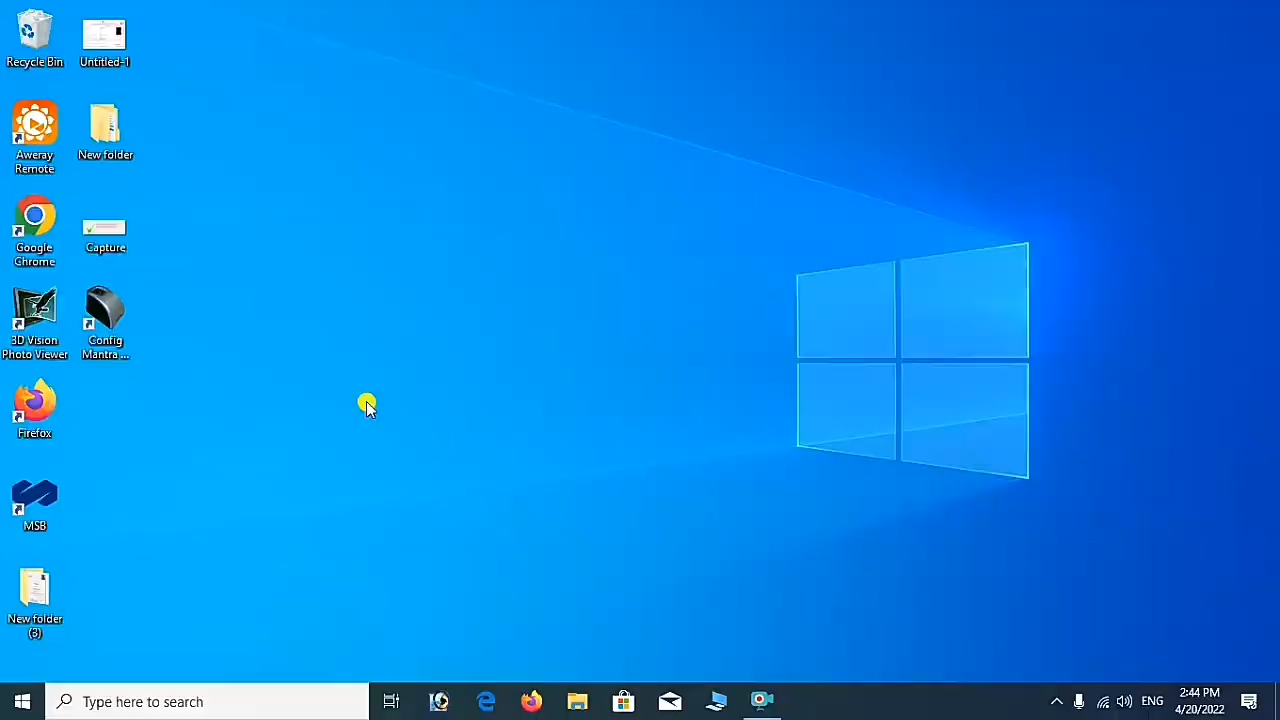 Recycle Bin
Untitled-1
Aweray
Remote
New folder
Google
Chrome
Capture
3D Vision
Photo Viewer
Config
Mantra ...
Firefox
MSB
New folder
(3)
Type here to search
ENG
2:44 PM
4/20/2022